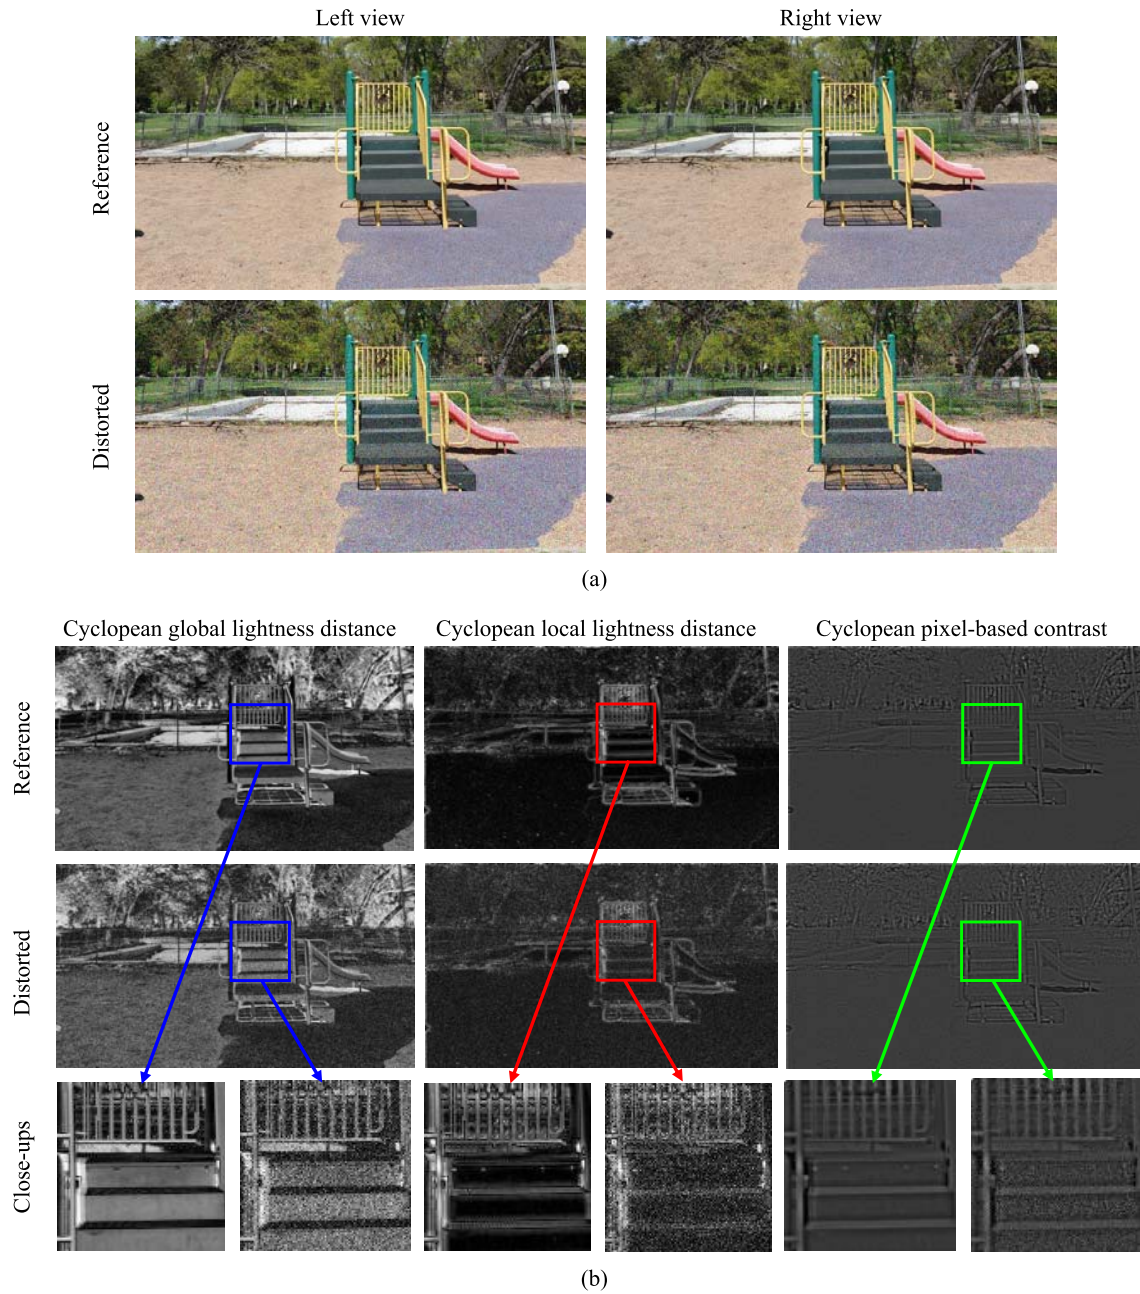 Left view
Right view
Reference
Distorted
(a)
Cyclopean global lightness distance
Cyclopean local lightness distance
Cyclopean pixel-based contrast
Reference
Distorted
Close-ups
(b)